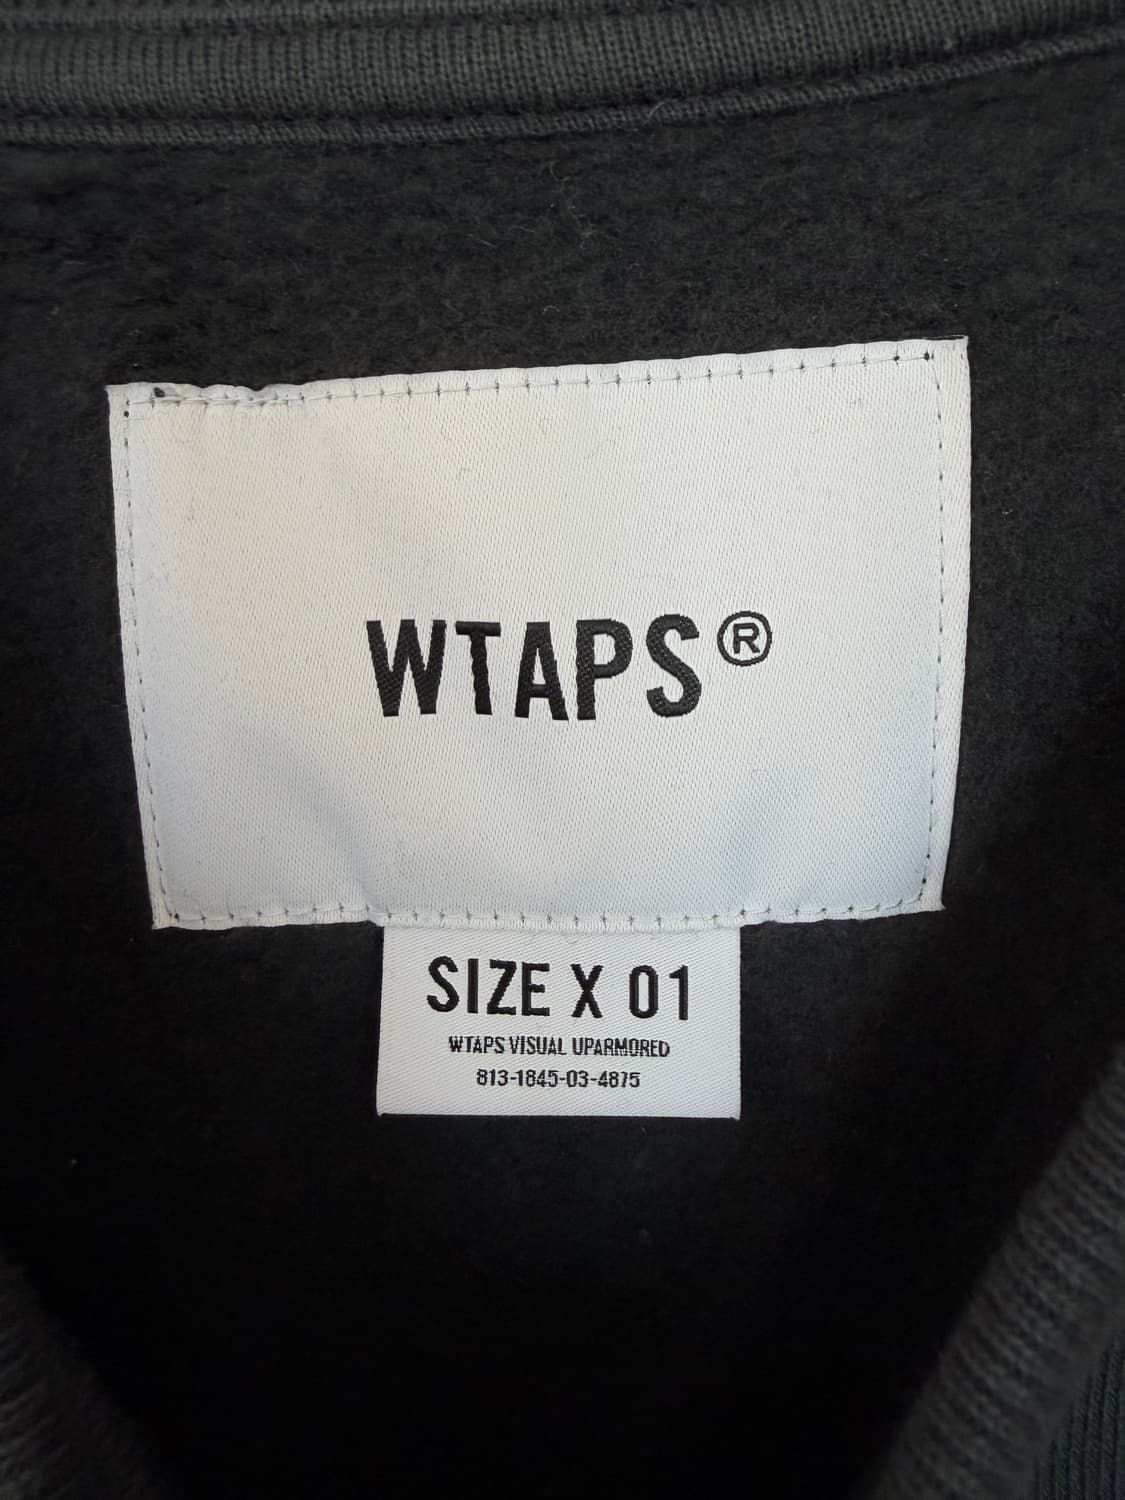 WTAPS®
SIZE X 01
WTAPS VISUAL UPARMORED
813-1845-03-4875